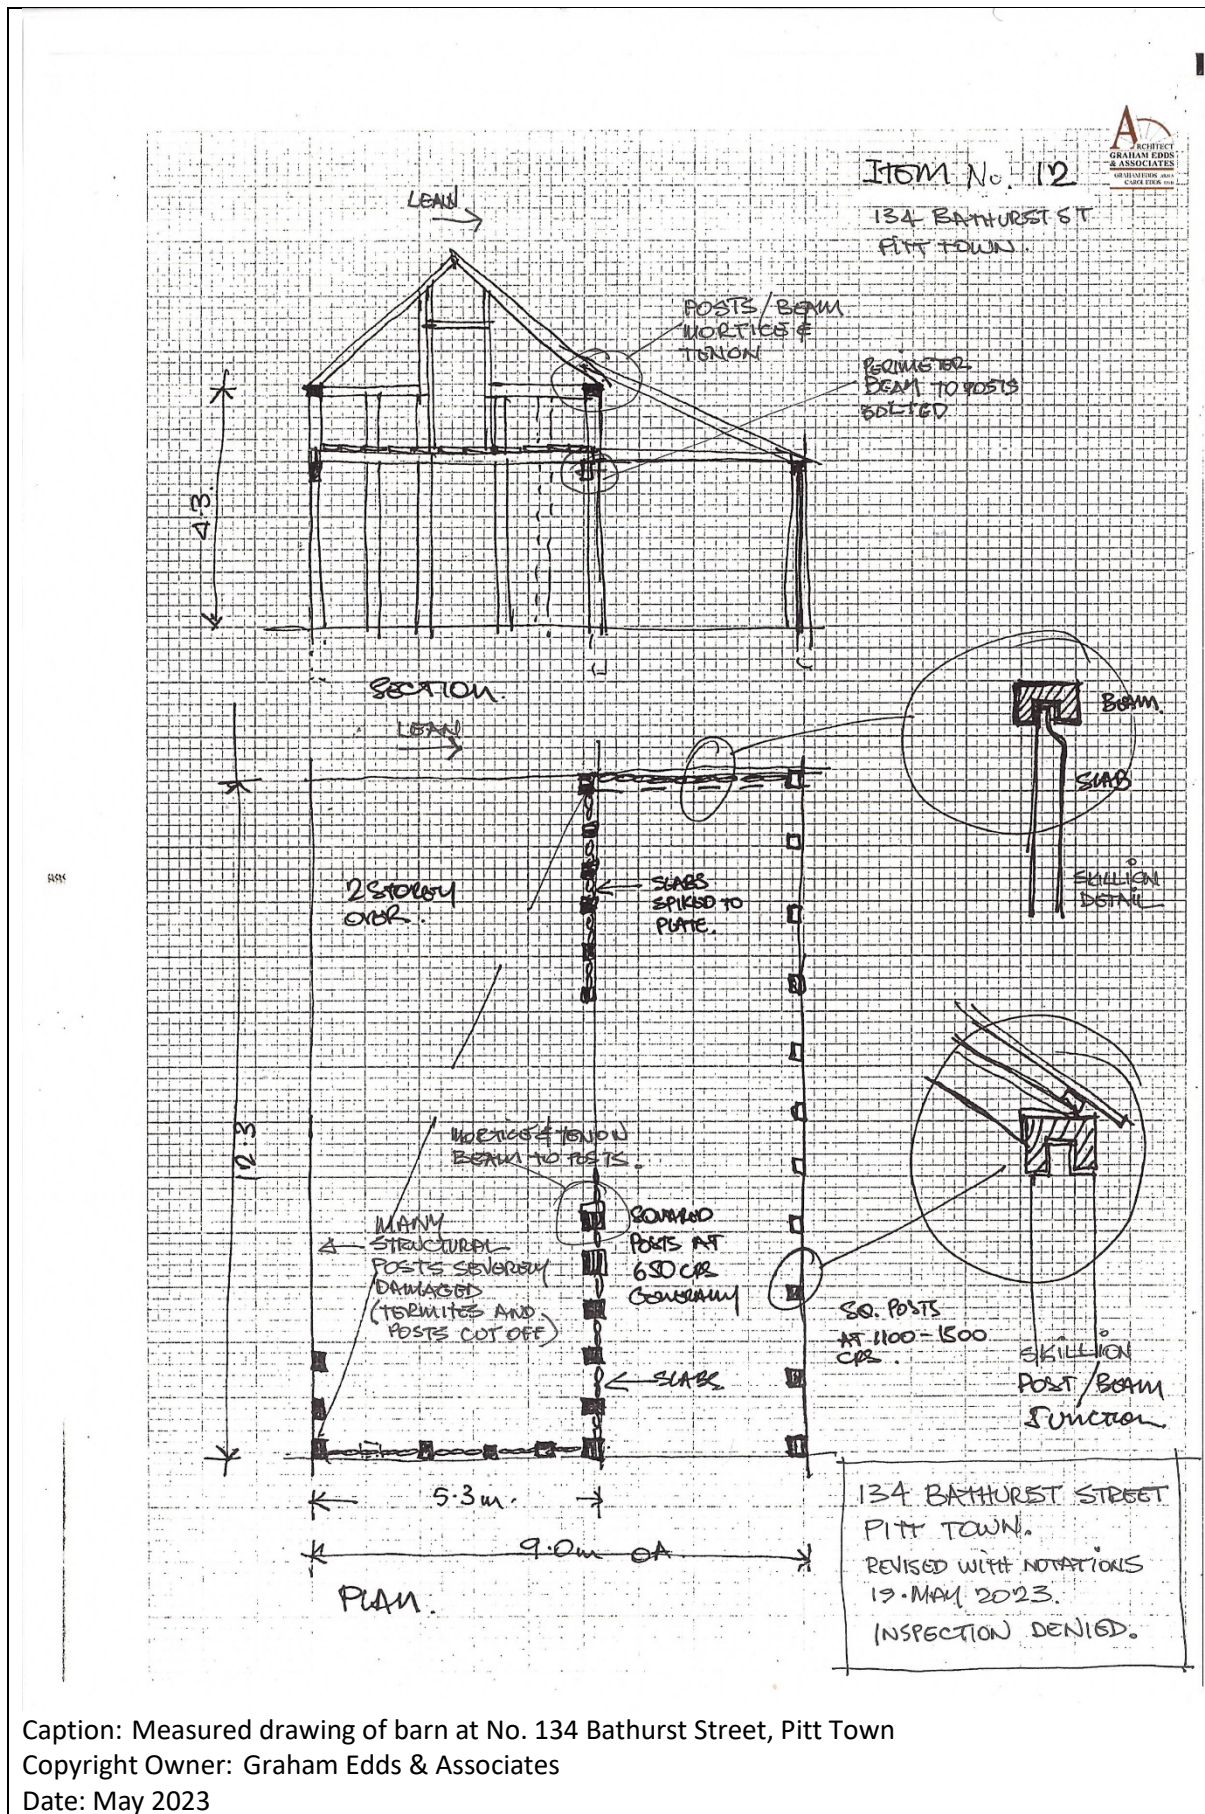 ARCHITECT
GRAHAM EDDS
& ASSOCIATES
ITEM No. 12
134 BATHURST ST
PITT TOWN.
LEAN
POSTS/BEAM
MORTICE &
TENON
PERIMETER
BEAM TO POSTS
BOLTED
4.3.
SECTION.
LEAN
BEAM.
SLAB
SKILLION
DETAIL
2 STOREY
OVER.
SLABS
SPIKED TO
PLATE.
12.3
MORTICE & TENON
BEAM TO POSTS.
MANY
STRUCTURAL
POSTS SEVERELY
DAMAGED
(TERMITES AND
POSTS CUT OFF)
SQUARED
POSTS AT
650 CRS
GENERALLY
SLABS
SQ. POSTS
AT 1100-1500
CRS.
SKILLION
POST/BEAM
JUNCTION
5.3m.
9.0m OA.
PLAN.
134 BATHURST STREET
PITT TOWN.
REVISED WITH NOTATIONS
19.MAY 2023.
INSPECTION DENIED.
Caption: Measured drawing of barn at No. 134 Bathurst Street, Pitt Town
Copyright Owner: Graham Edds & Associates
Date: May 2023